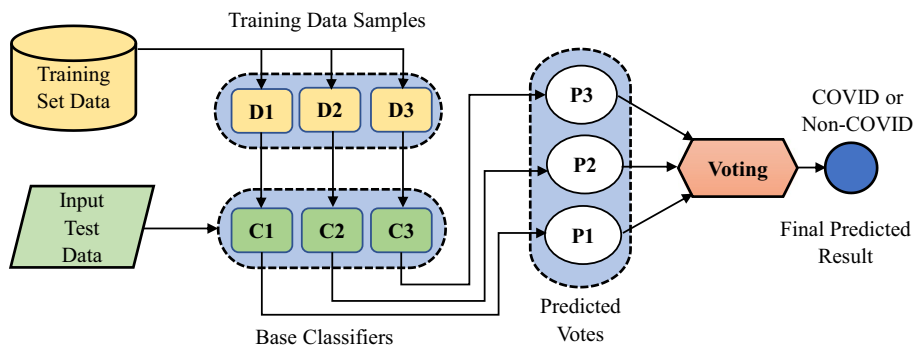 Training Data Samples
Training
Set Data
D1
D2
D3
Input
Test
Data
C1
C2
C3
Base Classifiers
P3
P2
P1
Predicted
Votes
Voting
COVID or
Non-COVID
Final Predicted
Result